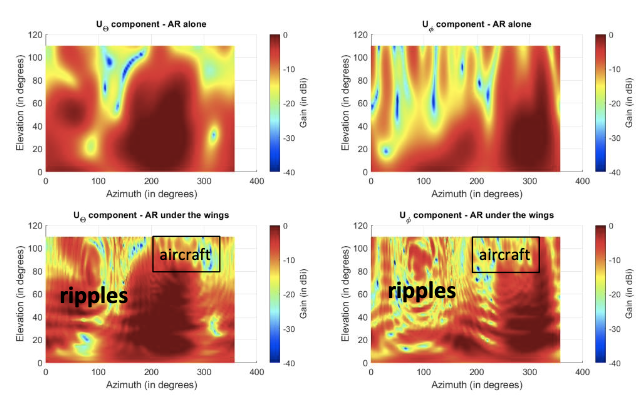 U_Θ component - AR alone
120
100
80
60
40
20
0
0 100 200 300 400
Elevation (in degrees)
Azimuth (in degrees)
0
-10
-20
-30
-40
Gain (in dBi)
U_ϕ component - AR alone
120
100
80
60
40
20
0
0 100 200 300 400
Elevation (in degrees)
Azimuth (in degrees)
0
-10
-20
-30
-40
Gain (in dBi)
U_Θ component - AR under the wings
120
100
80
60
40
20
0
0 100 200 300 400
aircraft
ripples
Elevation (in degrees)
Azimuth (in degrees)
0
-10
-20
-30
-40
Gain (in dBi)
U_ϕ component - AR under the wings
120
100
80
60
40
20
0
0 100 200 300 400
aircraft
ripples
Elevation (in degrees)
Azimuth (in degrees)
0
-10
-20
-30
-40
Gain (in dBi)